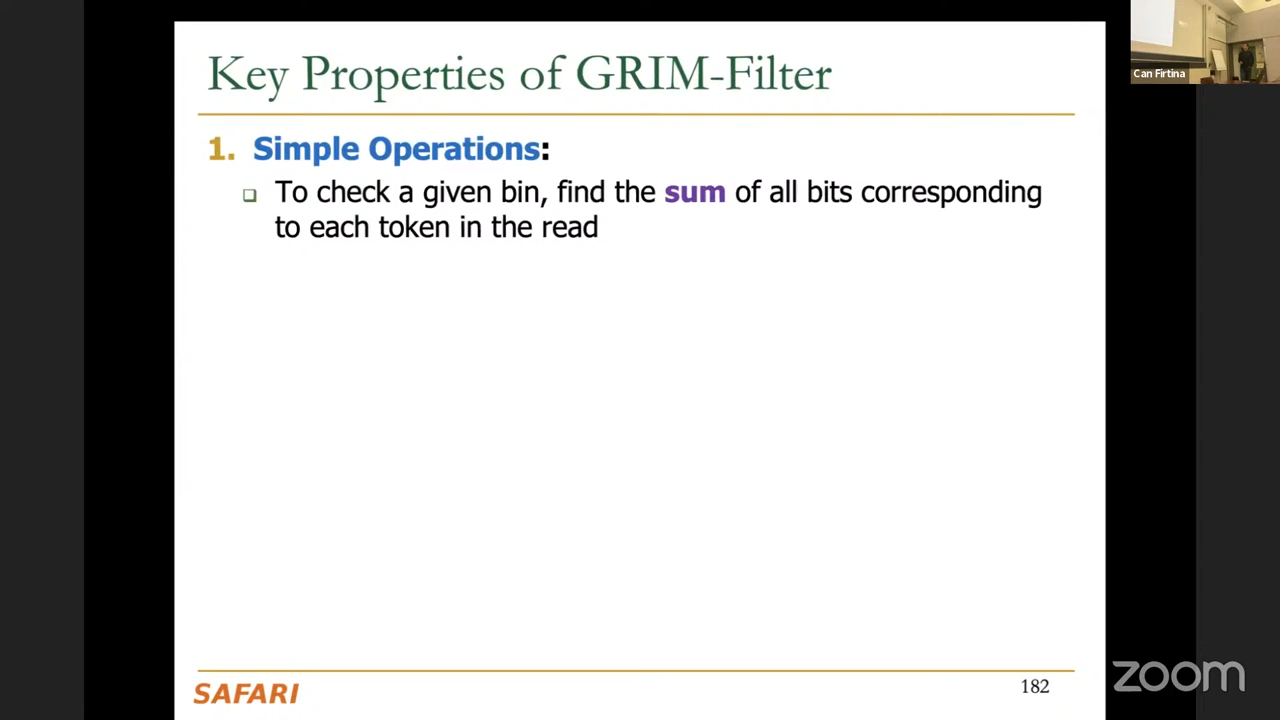 Key Properties of GRIM-Filter
Can Firtina
1. Simple Operations:
To check a given bin, find the sum of all bits corresponding
to each token in the read
SAFARI
182
zoom